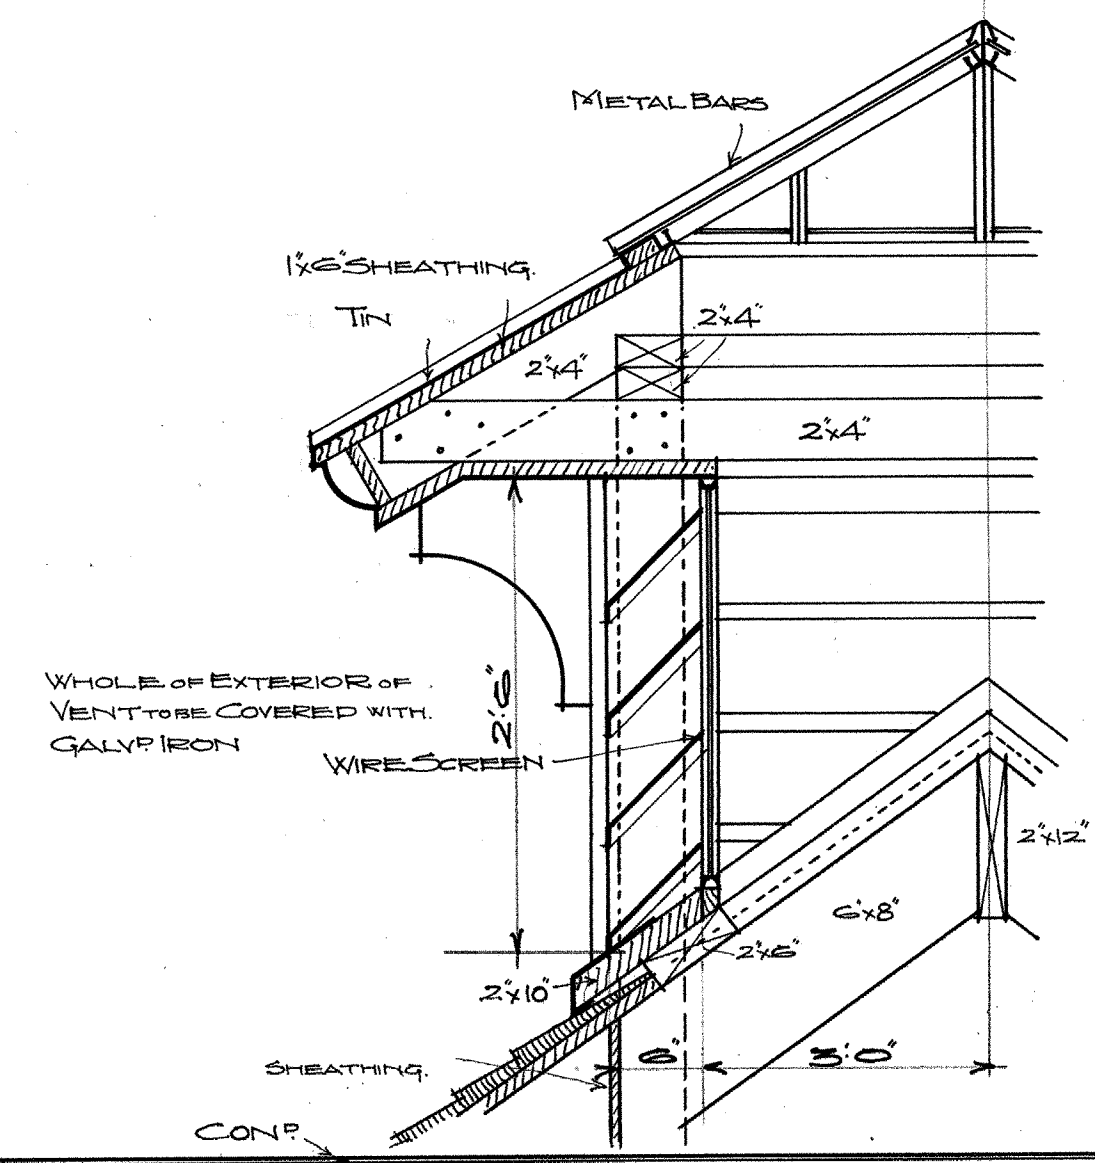 METAL BARS
1"x6" SHEATHING.
TIN
2"x4"
2"x4"
2"x4"
WHOLE OF EXTERIOR OF
VENT TO BE COVERED WITH.
GALVD. IRON
2'.6"
WIRE SCREEN
2"x12"
6"x8"
2"x6"
2"x10"
6"
3'.0"
SHEATHING.
COND.